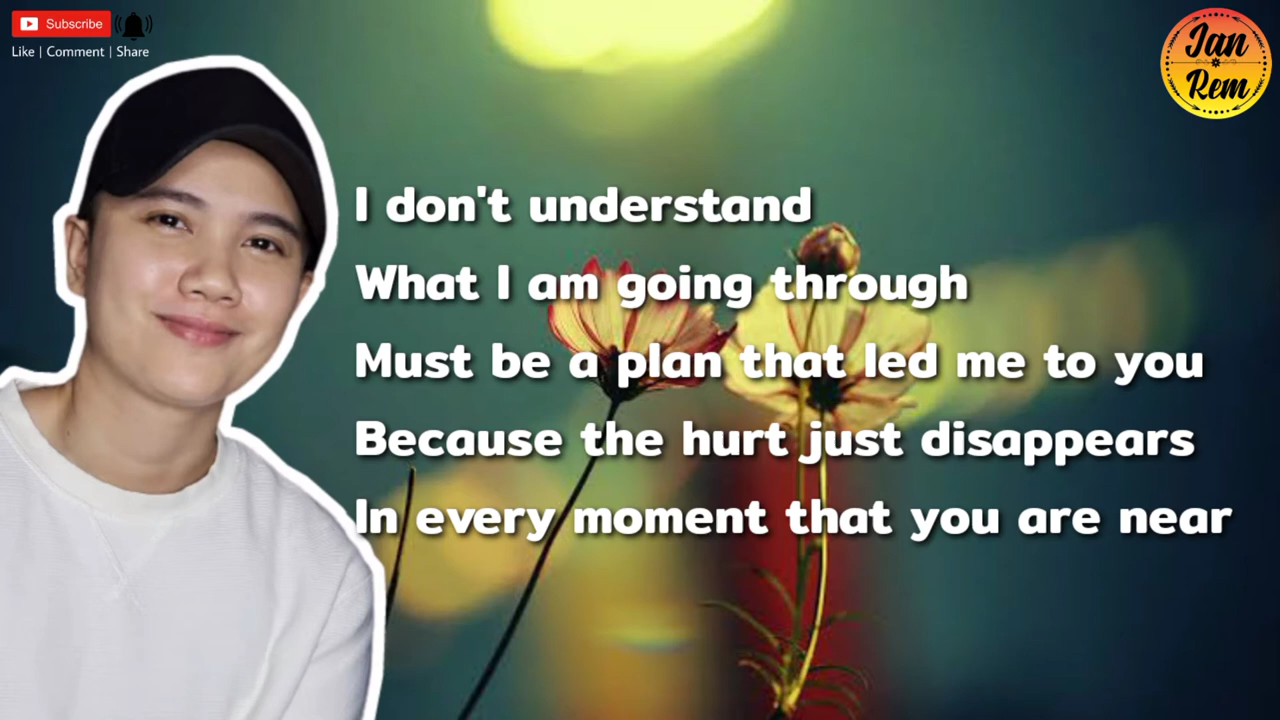 Subscribe
Like | Comment | Share
Jan
Rem
I don't understand
What I am going through
Must be a plan that led me to you
Because the hurt just disappears
In every moment that you are near